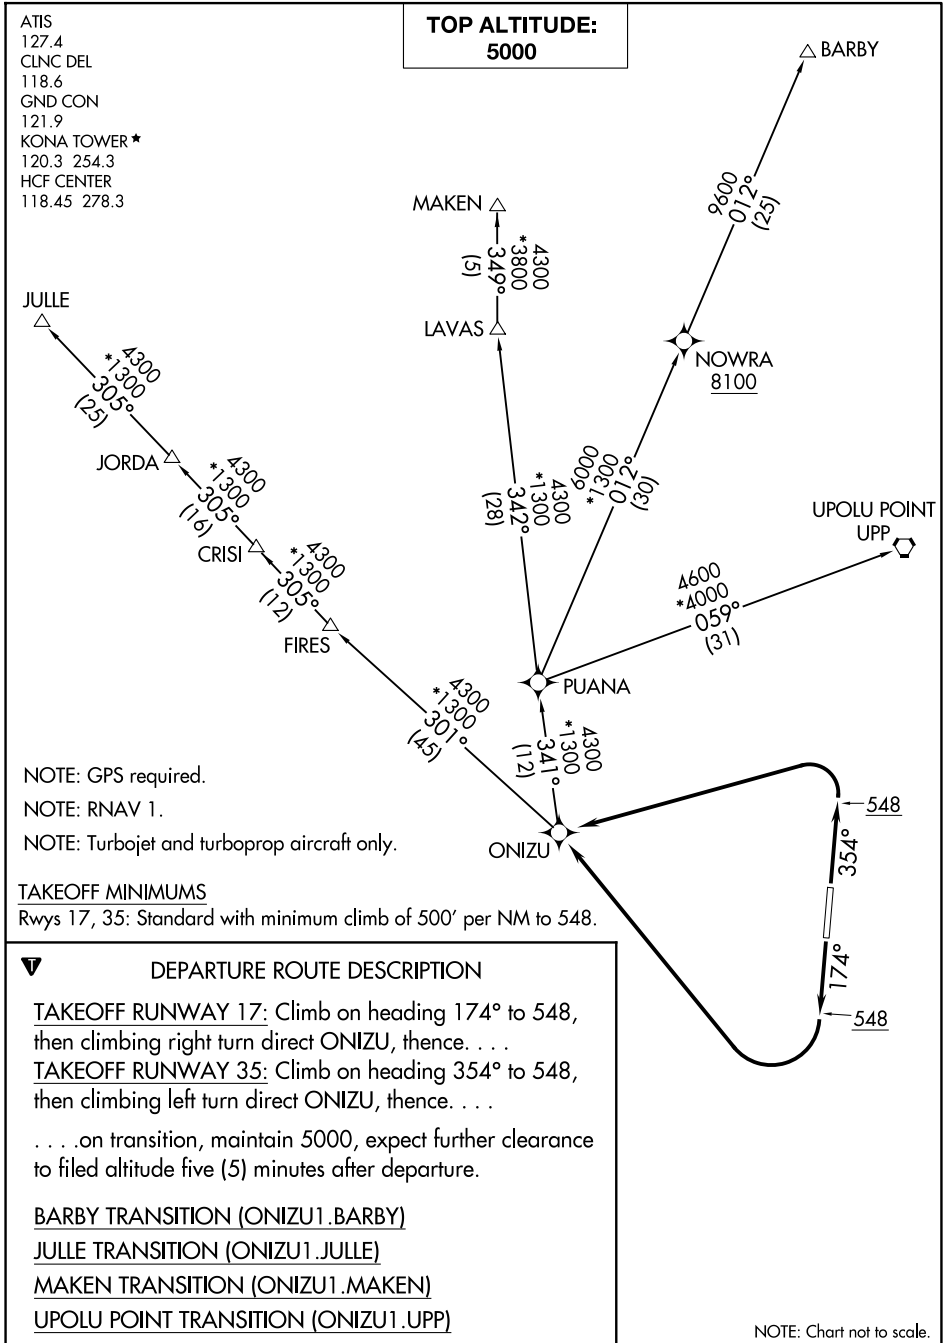 ATIS
127.4
CLNC DEL
118.6
GND CON
121.9
KONA TOWER★
120.3 254.3
HCF CENTER
118.45 278.3
TOP ALTITUDE:
5000
BARBY
9600
012°
(25)
MAKEN
4300
*3800
349°
(5)
LAVAS
JULLE
4300
*1300
305°
(25)
NOWRA
8100
JORDA
4300
*1300
305°
(16)
CRISI
4300
*1300
342°
(28)
6000
*1300
012°
(30)
UPOLU POINT
UPP
4300
*1300
305°
(12)
FIRES
4600
*4000
059°
(31)
PUANA
4300
*1300
301°
(45)
4300
*1300
341°
(12)
ONIZU
548
354°
174°
548
NOTE: GPS required.
NOTE: RNAV 1.
NOTE: Turbojet and turboprop aircraft only.
TAKEOFF MINIMUMS
Rwys 17, 35: Standard with minimum climb of 500' per NM to 548.
T
DEPARTURE ROUTE DESCRIPTION
TAKEOFF RUNWAY 17: Climb on heading 174° to 548,
then climbing right turn direct ONIZU, thence. . . .
TAKEOFF RUNWAY 35: Climb on heading 354° to 548,
then climbing left turn direct ONIZU, thence. . . .
. . . .on transition, maintain 5000, expect further clearance
to filed altitude five (5) minutes after departure.
BARBY TRANSITION (ONIZU1.BARBY)
JULLE TRANSITION (ONIZU1.JULLE)
MAKEN TRANSITION (ONIZU1.MAKEN)
UPOLU POINT TRANSITION (ONIZU1.UPP)
NOTE: Chart not to scale.